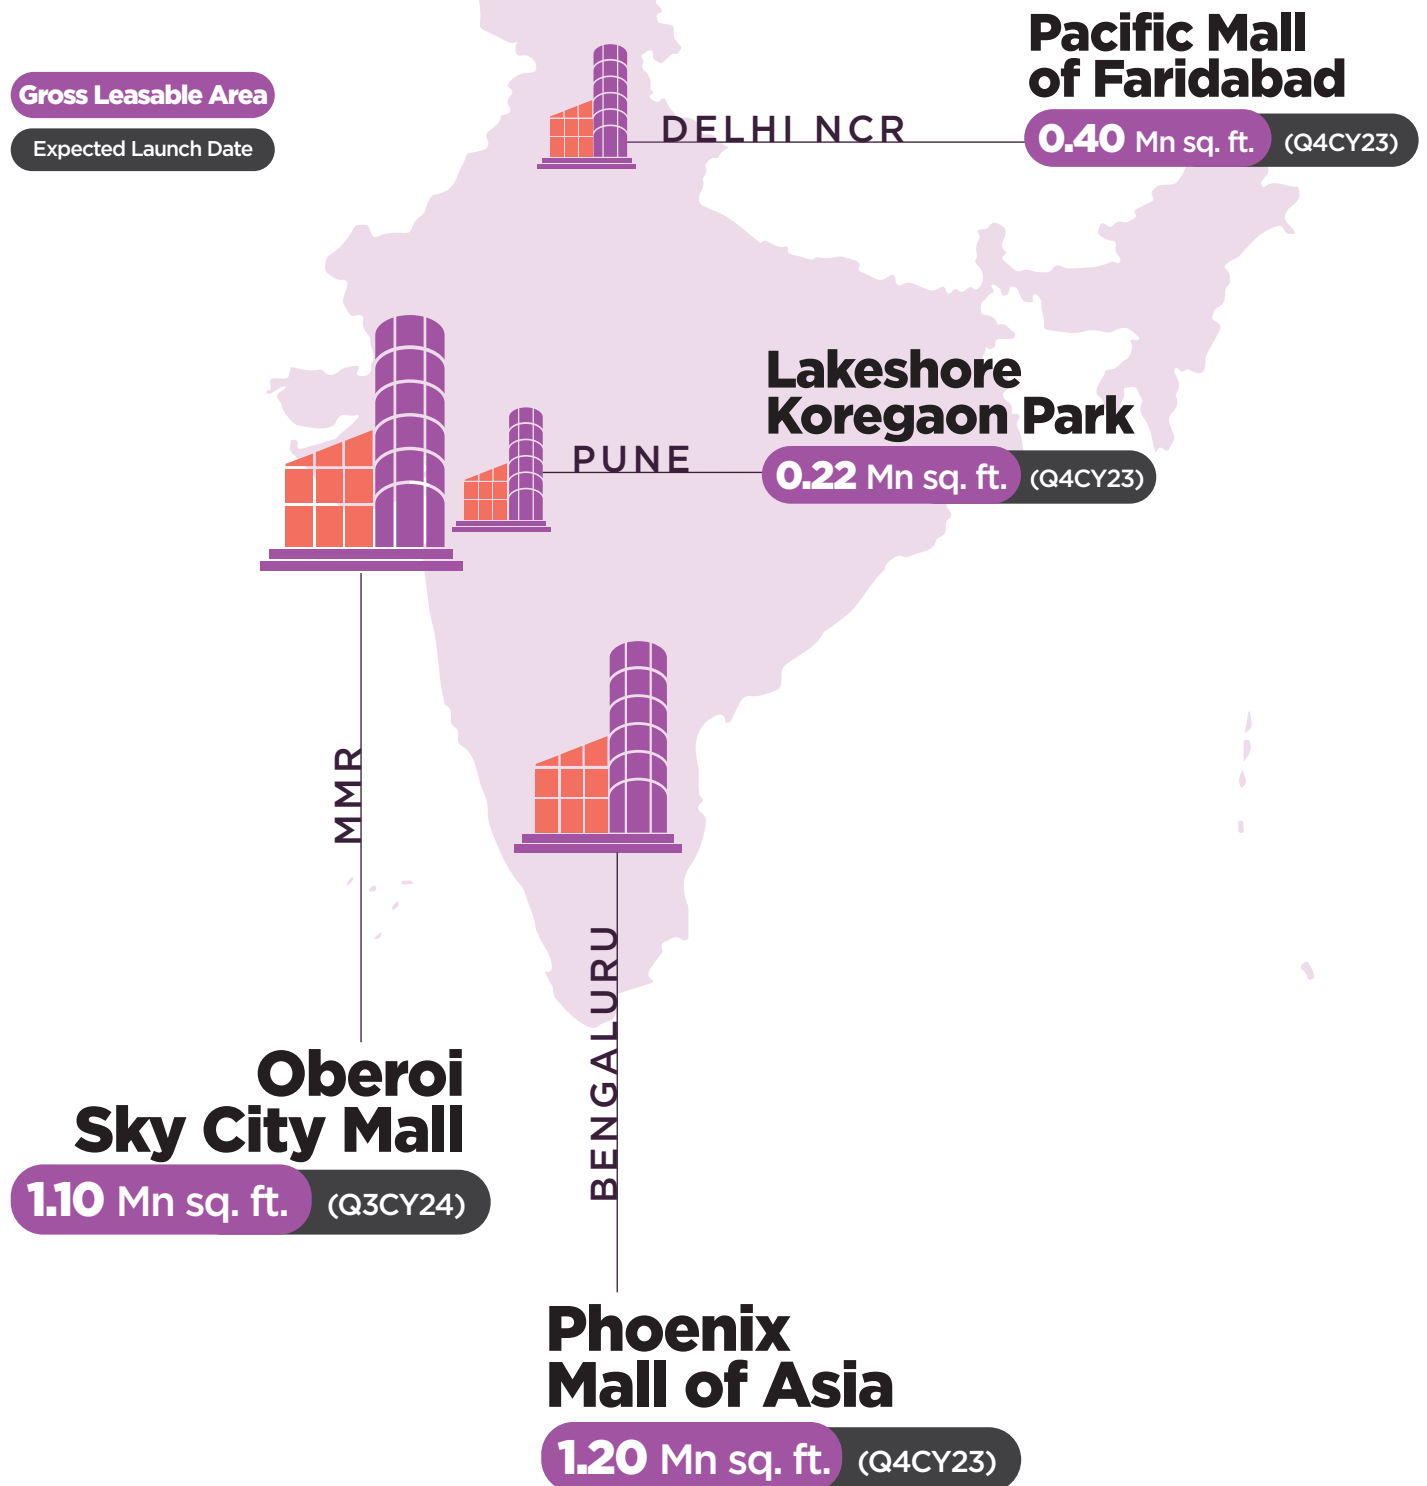 Gross Leasable Area
Expected Launch Date
Pacific Mall
of Faridabad
DELHI NCR
0.40 Mn sq. ft. (Q4CY23)
Lakeshore
Koregaon Park
PUNE
0.22 Mn sq. ft. (Q4CY23)
MMR
Oberoi
Sky City Mall
1.10 Mn sq. ft. (Q3CY24)
BENGALURU
Phoenix
Mall of Asia
1.20 Mn sq. ft. (Q4CY23)